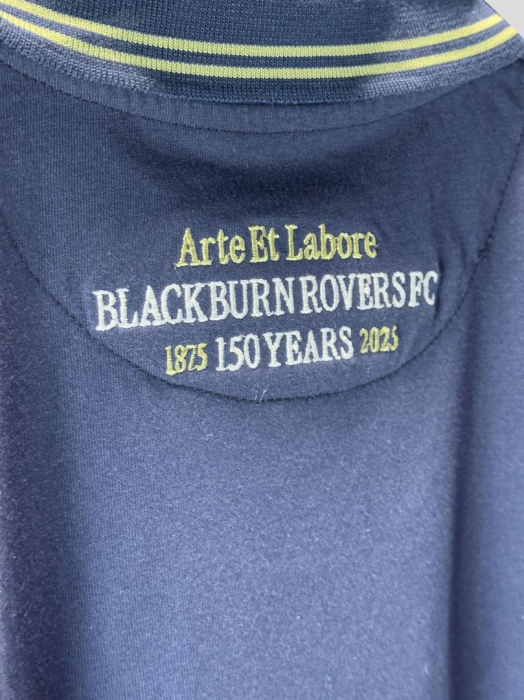 Arte Et Labore
BLACKBURN ROVERS FC
1875 150 YEARS 2025